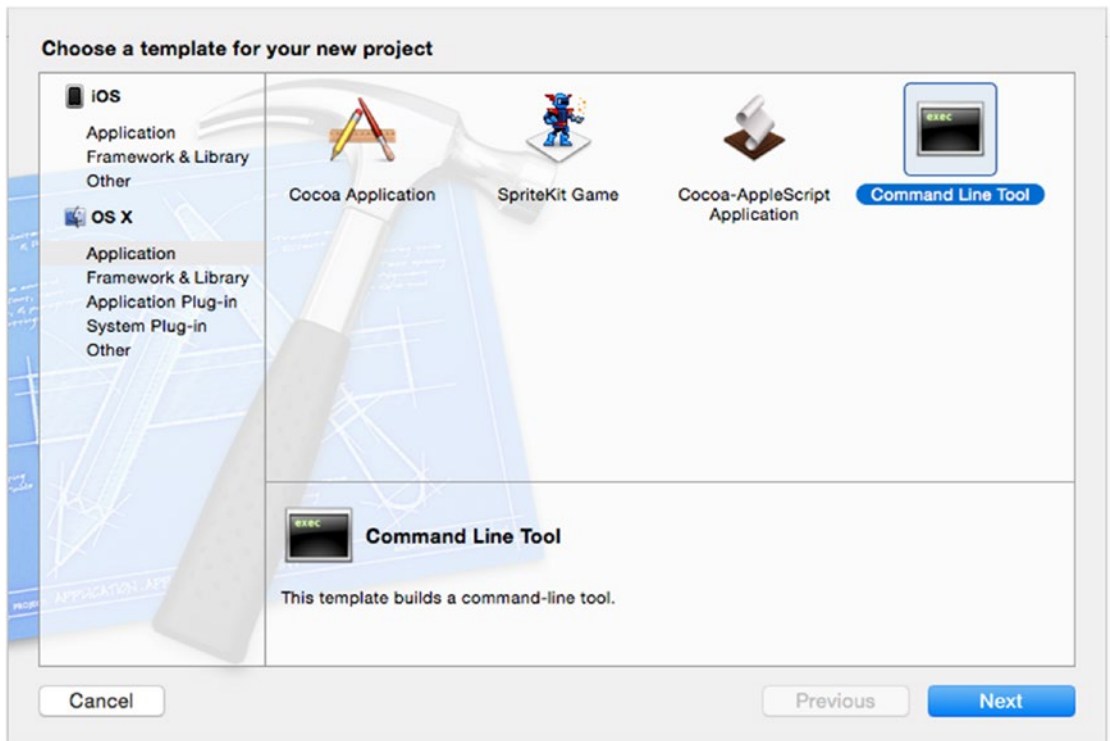 Choose a template for your new project
iOS
Application
Framework & Library
Other
OS X
Application
Framework & Library
Application Plug-in
System Plug-in
Other
Cocoa Application
SpriteKit Game
Cocoa-AppleScript
Application
exec
Command Line Tool
exec
Command Line Tool
This template builds a command-line tool.
Cancel
Previous
Next